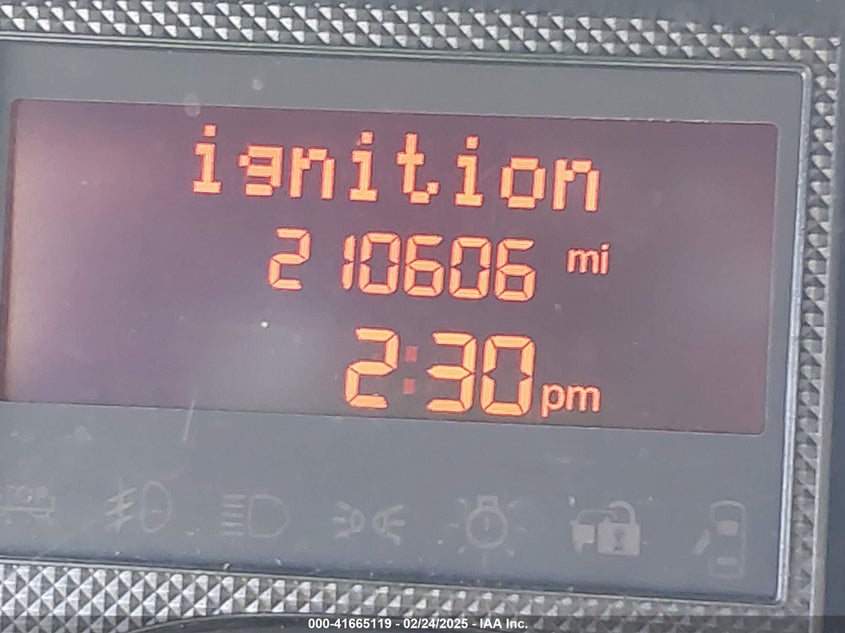 ignition
210606 mi
2:30 pm
000-41665119 - 02/24/2025 - IAA Inc.